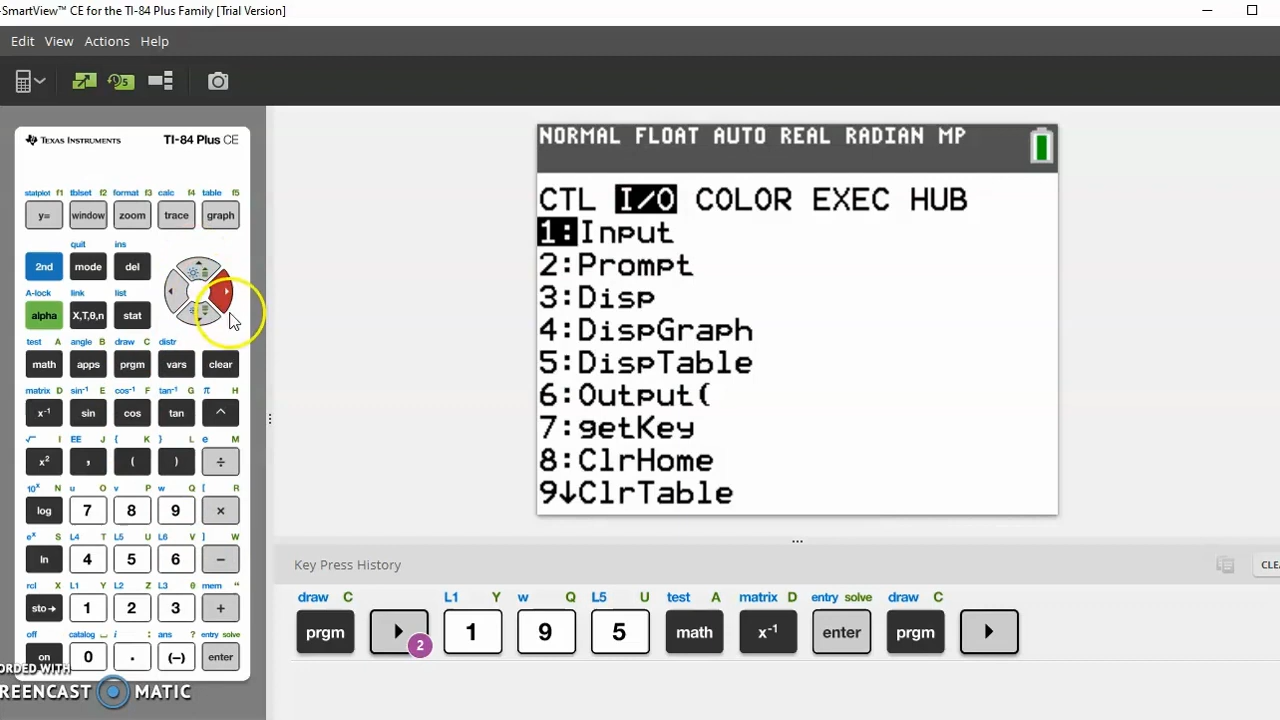 -SmartView™ CE for the TI-84 Plus Family [Trial Version]
Edit View Actions Help
5
TEXAS INSTRUMENTS TI-84 Plus CE
statplot f1 tblset f2 format f3 calc f4 table f5
y= window zoom trace graph
quit ins
2nd mode del
A-lock link list
alpha X,T,θ,n stat
test A angle B draw C distr
math apps prgm vars clear
matrix D sin⁻¹ E cos⁻¹ F tan⁻¹ G π H
x⁻¹ sin cos tan ^
√ I EE J { K } L e M
x² , ( ) ÷
10ˣ N u O v P w Q [ R
log 7 8 9 ×
eˣ S L4 T L5 U L6 V ] W
ln 4 5 6 −
rcl X L1 Y L2 Z L3 θ mem "
sto→ 1 2 3 +
off catalog i : ans ? entry solve
on 0 . (−) enter
ORDED WITH
REENCAST MATIC
NORMAL FLOAT AUTO REAL RADIAN MP
CTL I/O COLOR EXEC HUB
1:Input
2:Prompt
3:Disp
4:DispGraph
5:DispTable
6:Output(
7:getKey
8:ClrHome
9↓ClrTable
Key Press History CLE
draw C L1 Y w Q L5 U test A matrix D entry solve draw C
prgm 2 1 9 5 math x⁻¹ enter prgm